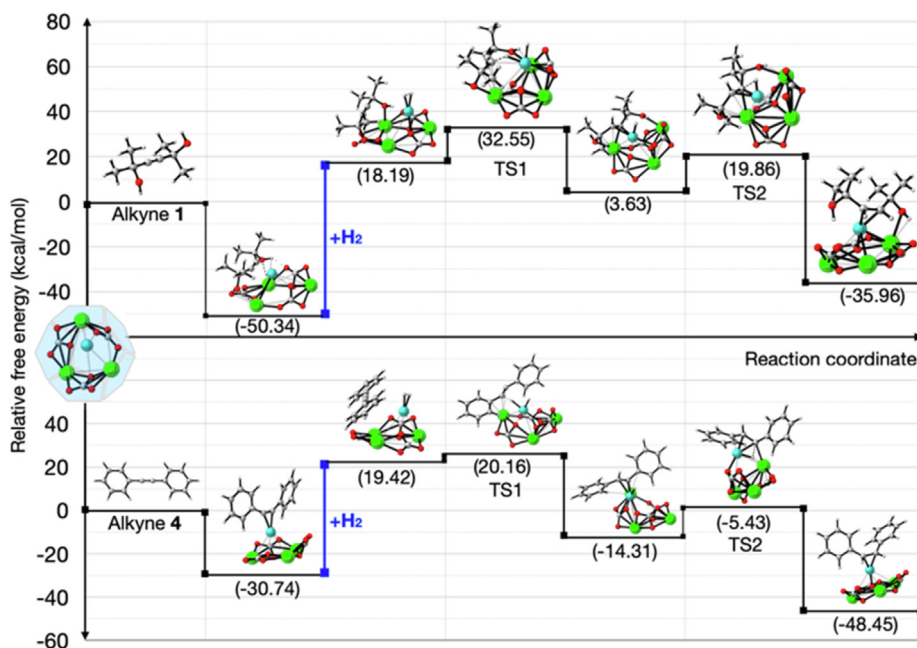 80
60
40
20
0
-20
-40
Relative free energy (kcal/mol)
Alkyne 1
(-50.34)
+H2
(18.19)
(32.55)
TS1
(3.63)
(19.86)
TS2
(-35.96)
Reaction coordinate
40
20
0
-20
-40
-60
Alkyne 4
(-30.74)
+H2
(19.42)
(20.16)
TS1
(-14.31)
(-5.43)
TS2
(-48.45)